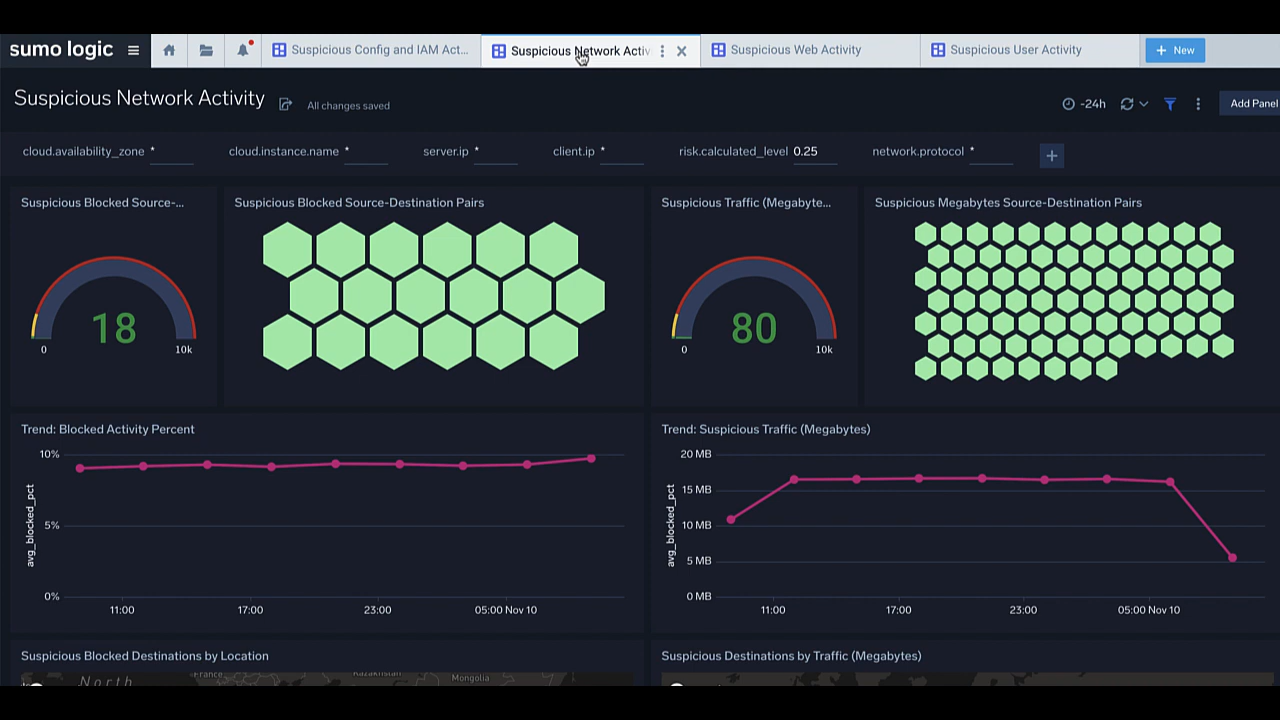 sumo logic
Suspicious Config and IAM Act...
Suspicious Network Activ
Suspicious Web Activity
Suspicious User Activity
+ New
Suspicious Network Activity
All changes saved
-24h
Add Panel
cloud.availability_zone *
cloud.instance.name *
server.ip *
client.ip *
risk.calculated_level 0.25
network.protocol *
Suspicious Blocked Source-...
18
0
10k
Suspicious Blocked Source-Destination Pairs
Suspicious Traffic (Megabyte...
80
0
10k
Suspicious Megabytes Source-Destination Pairs
Trend: Blocked Activity Percent
10%
5%
0%
avg_blocked_pct
11:00
17:00
23:00
05:00 Nov 10
Trend: Suspicious Traffic (Megabytes)
20 MB
15 MB
10 MB
5 MB
0 MB
avg_blocked_pct
11:00
17:00
23:00
05:00 Nov 10
Suspicious Blocked Destinations by Location
North
France
Kazakhstan
Mongolia
Suspicious Destinations by Traffic (Megabytes)